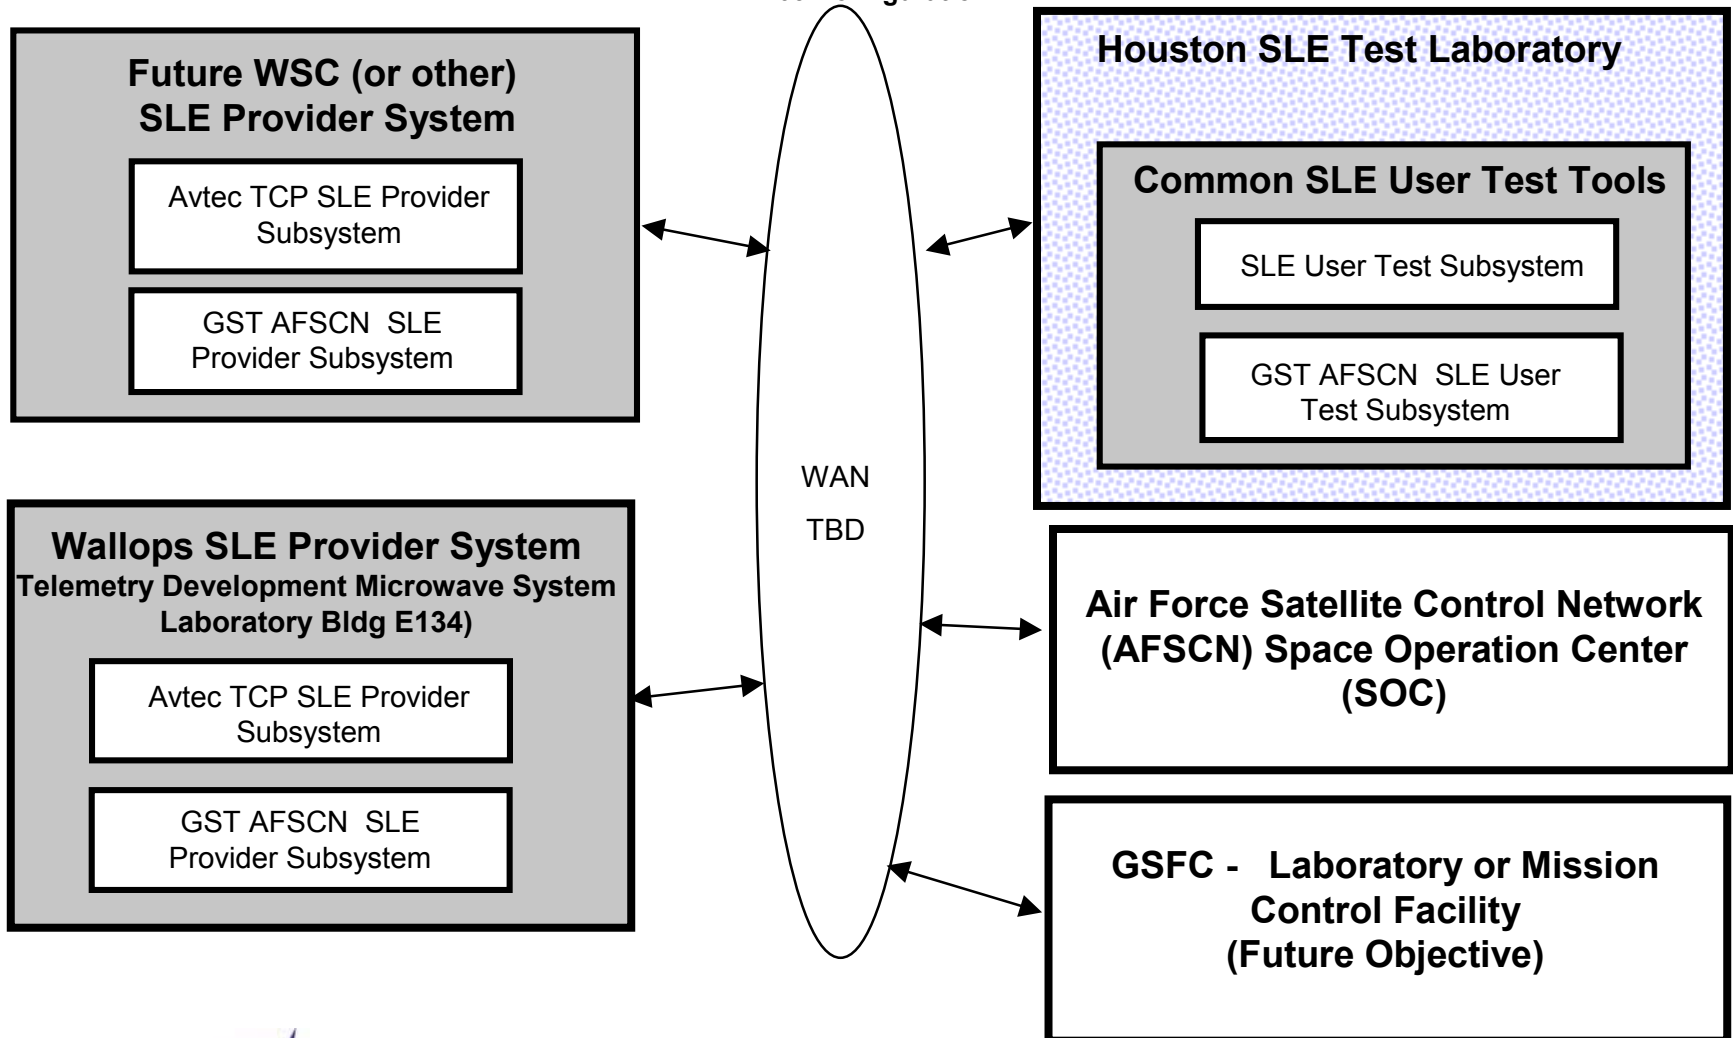 Future WSC (or other)
SLE Provider System
Avtec TCP SLE Provider
Subsystem
GST AFSCN SLE
Provider Subsystem
Wallops SLE Provider System
Telemetry Development Microwave System
Laboratory Bldg E134)
Avtec TCP SLE Provider
Subsystem
GST AFSCN SLE
Provider Subsystem
WAN
TBD
Houston SLE Test Laboratory
Common SLE User Test Tools
SLE User Test Subsystem
GST AFSCN SLE User
Test Subsystem
Air Force Satellite Control Network
(AFSCN) Space Operation Center
(SOC)
GSFC - Laboratory or Mission
Control Facility
(Future Objective)